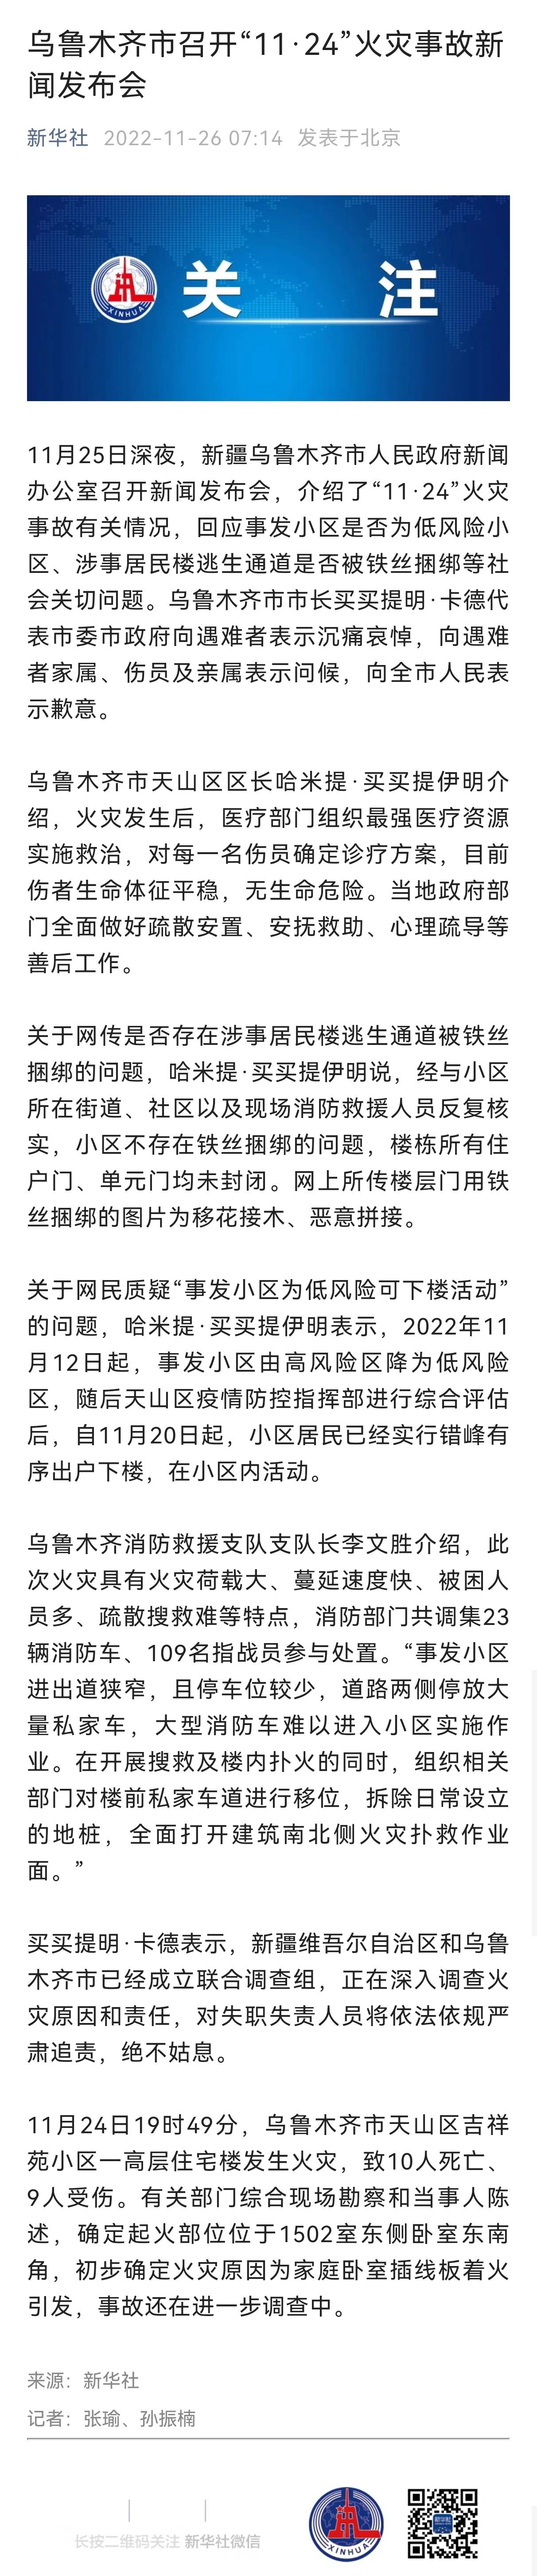 乌鲁木齐市召开“11·24”火灾事故新
闻发布会
新华社 2022-11-26 07:14 发表于北京
XINHUA
关 注
11月25日深夜，新疆乌鲁木齐市人民政府新闻
办公室召开新闻发布会，介绍了“11·24”火灾
事故有关情况，回应事发小区是否为低风险小
区、涉事居民楼逃生通道是否被铁丝捆绑等社
会关切问题。乌鲁木齐市市长买买提明·卡德代
表市委市政府向遇难者表示沉痛哀悼，向遇难
者家属、伤员及亲属表示问候，向全市人民表
示歉意。
乌鲁木齐市天山区区长哈米提·买买提伊明介
绍，火灾发生后，医疗部门组织最强医疗资源
实施救治，对每一名伤员确定诊疗方案，目前
伤者生命体征平稳，无生命危险。当地政府部
门全面做好疏散安置、安抚救助、心理疏导等
善后工作。
关于网传是否存在涉事居民楼逃生通道被铁丝
捆绑的问题，哈米提·买买提伊明说，经与小区
所在街道、社区以及现场消防救援人员反复核
实，小区不存在铁丝捆绑的问题，楼栋所有住
户门、单元门均未封闭。网上所传楼层门用铁
丝捆绑的图片为移花接木、恶意拼接。
关于网民质疑“事发小区为低风险可下楼活动”
的问题，哈米提·买买提伊明表示，2022年11
月12日起，事发小区由高风险区降为低风险
区，随后天山区疫情防控指挥部进行综合评估
后，自11月20日起，小区居民已经实行错峰有
序出户下楼，在小区内活动。
乌鲁木齐消防救援支队支队长李文胜介绍，此
次火灾具有火灾荷载大、蔓延速度快、被困人
员多、疏散搜救难等特点，消防部门共调集23
辆消防车、109名指战员参与处置。“事发小区
进出道狭窄，且停车位较少，道路两侧停放大
量私家车，大型消防车难以进入小区实施作
业。在开展搜救及楼内扑火的同时，组织相关
部门对楼前私家车道进行移位，拆除日常设立
的地桩，全面打开建筑南北侧火灾扑救作业
面。”
买买提明·卡德表示，新疆维吾尔自治区和乌鲁
木齐市已经成立联合调查组，正在深入调查火
灾原因和责任，对失职失责人员将依法依规严
肃追责，绝不姑息。
11月24日19时49分，乌鲁木齐市天山区吉祥
苑小区一高层住宅楼发生火灾，致10人死亡、
9人受伤。有关部门综合现场勘察和当事人陈
述，确定起火部位位于1502室东侧卧室东南
角，初步确定火灾原因为家庭卧室插线板着火
引发，事故还在进一步调查中。
来源：新华社
记者：张瑜、孙振楠
长按二维码关注 新华社微信
XINHUA